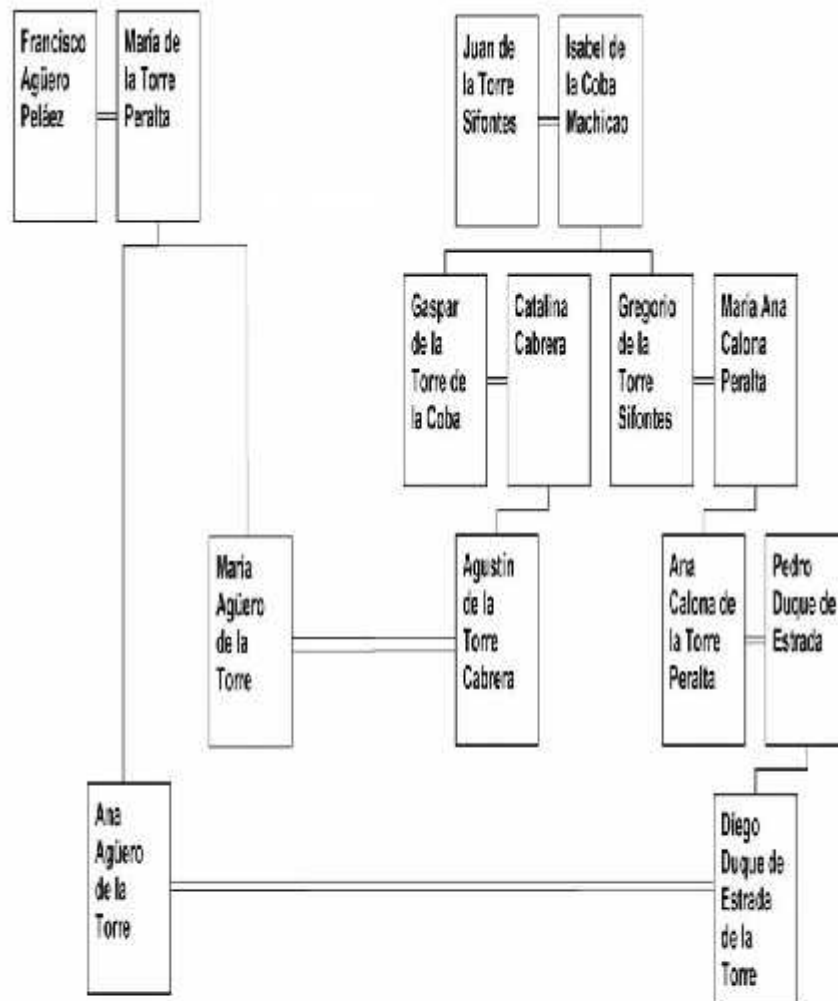 Francisco
Agüero
Peláez
María de
la Torre
Peralta
Juan de
la Torre
Sifontes
Isabel de
la Coba
Machicao
Gaspar
de la
Torre de
la Coba
Catalina
Cabrera
Gregorio
de la
Torre
Sifontes
María Ana
Calona
Peralta
María
Agüero
de la
Torre
Agustín
de la
Torre
Cabrera
Ana
Calona de
la Torre
Peralta
Pedro
Duque de
Estrada
Ana
Agüero
de la
Torre
Diego
Duque de
Estrada
de la
Torre